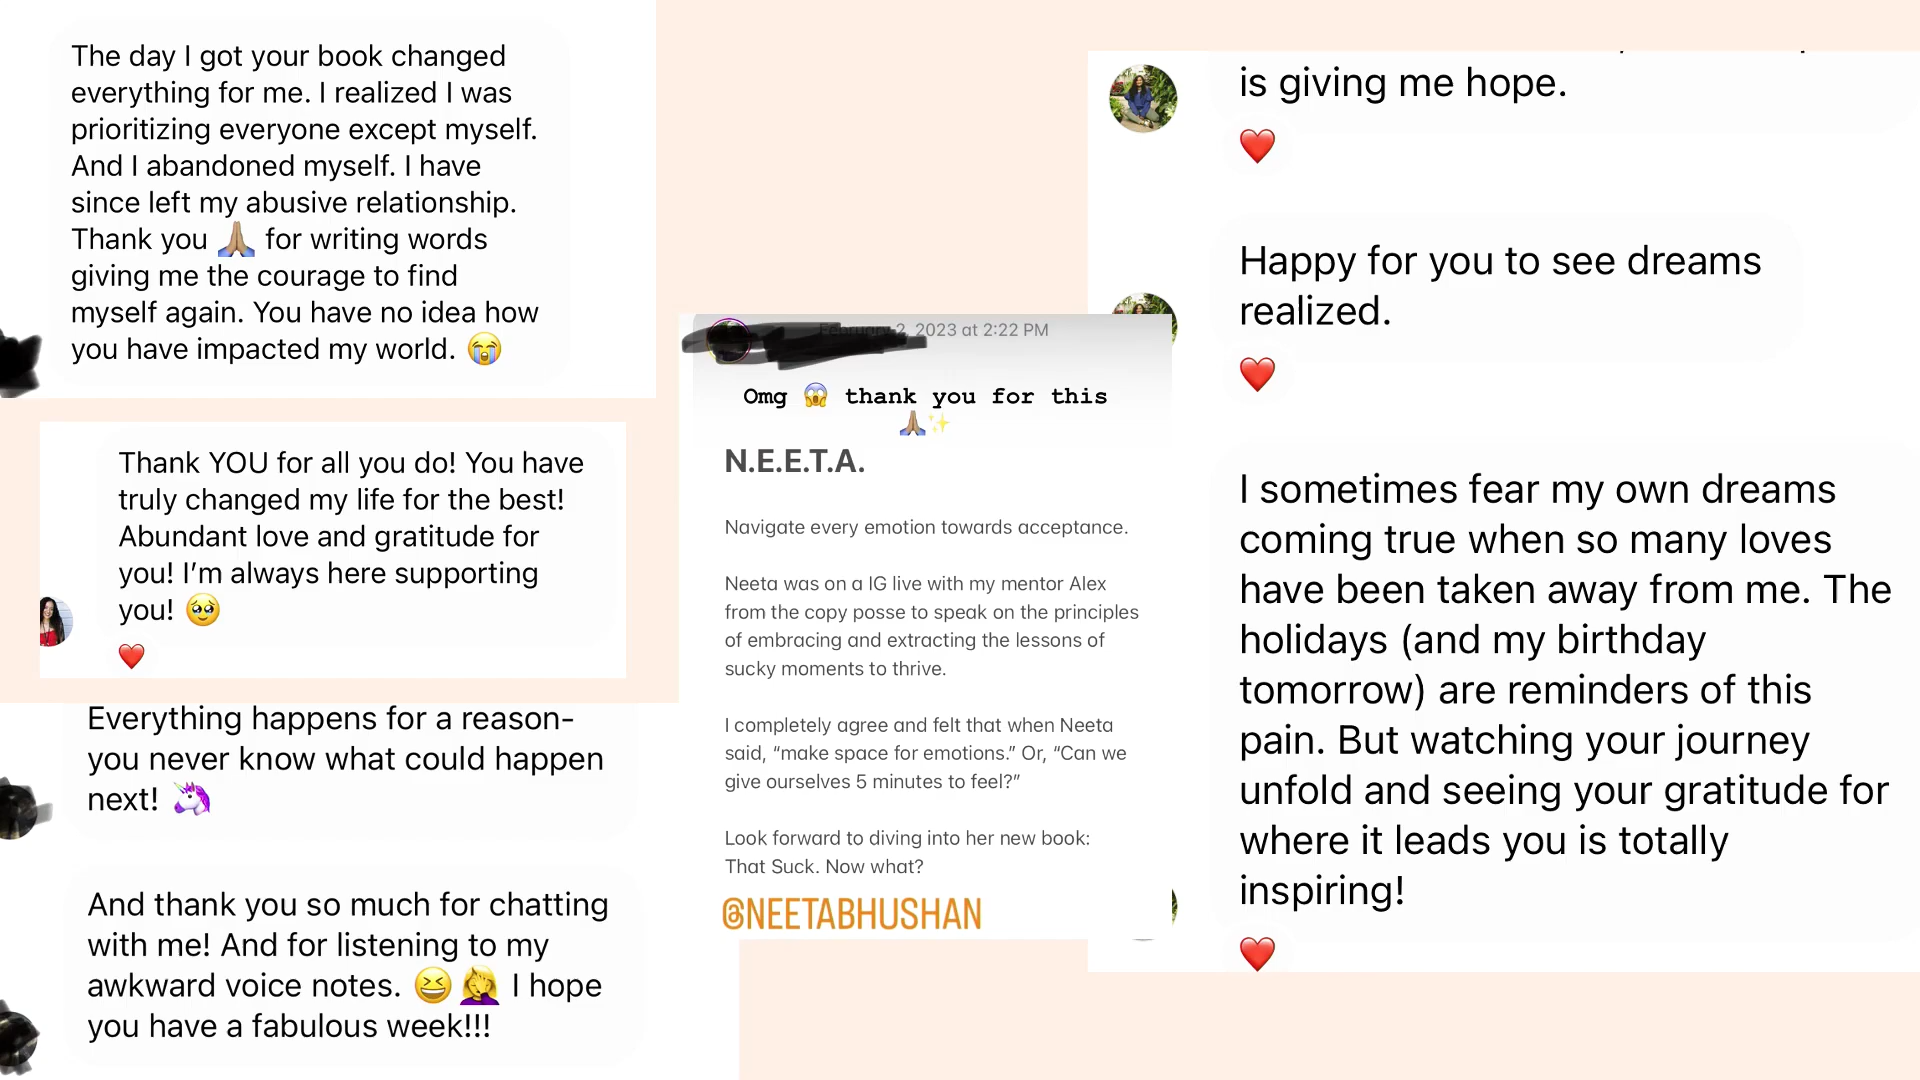 The day I got your book changed
everything for me. I realized I was
prioritizing everyone except myself.
And I abandoned myself. I have
since left my abusive relationship.
Thank you 🙏🏽 for writing words
giving me the courage to find
myself again. You have no idea how
you have impacted my world. 😭
Thank YOU for all you do! You have
truly changed my life for the best!
Abundant love and gratitude for
you! I’m always here supporting
you! 🥹
❤️
Everything happens for a reason-
you never know what could happen
next! 🦄
And thank you so much for chatting
with me! And for listening to my
awkward voice notes. 😆 🤦‍♀️ I hope
you have a fabulous week!!!
February 2, 2023 at 2:22 PM
Omg 😱 thank you for this
🙏🏽✨
N.E.E.T.A.
Navigate every emotion towards acceptance.
Neeta was on a IG live with my mentor Alex
from the copy posse to speak on the principles
of embracing and extracting the lessons of
sucky moments to thrive.
I completely agree and felt that when Neeta
said, “make space for emotions.” Or, “Can we
give ourselves 5 minutes to feel?”
Look forward to diving into her new book:
That Suck. Now what?
@NEETABHUSHAN
is giving me hope.
❤️
Happy for you to see dreams
realized.
❤️
I sometimes fear my own dreams
coming true when so many loves
have been taken away from me. The
holidays (and my birthday
tomorrow) are reminders of this
pain. But watching your journey
unfold and seeing your gratitude for
where it leads you is totally
inspiring!
❤️